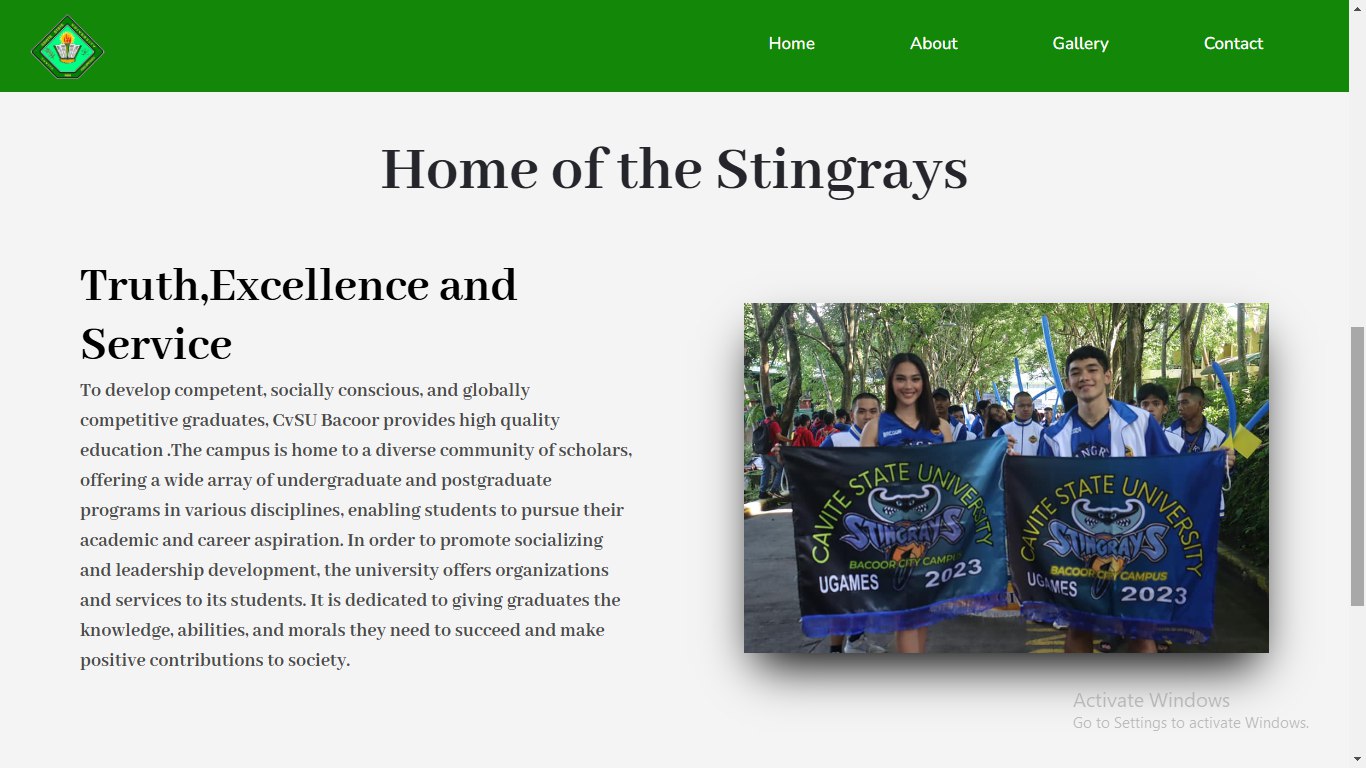 Home About Gallery Contact
Home of the Stingrays
Truth,Excellence and
Service
To develop competent, socially conscious, and globally
competitive graduates, CvSU Bacoor provides high quality
education .The campus is home to a diverse community of scholars,
offering a wide array of undergraduate and postgraduate
programs in various disciplines, enabling students to pursue their
academic and career aspiration. In order to promote socializing
and leadership development, the university offers organizations
and services to its students. It is dedicated to giving graduates the
knowledge, abilities, and morals they need to succeed and make
positive contributions to society.
CAVITE STATE UNIVERSITY
STINGRAYS
BACOOR CITY CAMPUS
UGAMES 2023
CAVITE STATE UNIVERSITY
STINGRAYS
BACOOR CITY CAMPUS
UGAMES 2023
Activate Windows
Go to Settings to activate Windows.